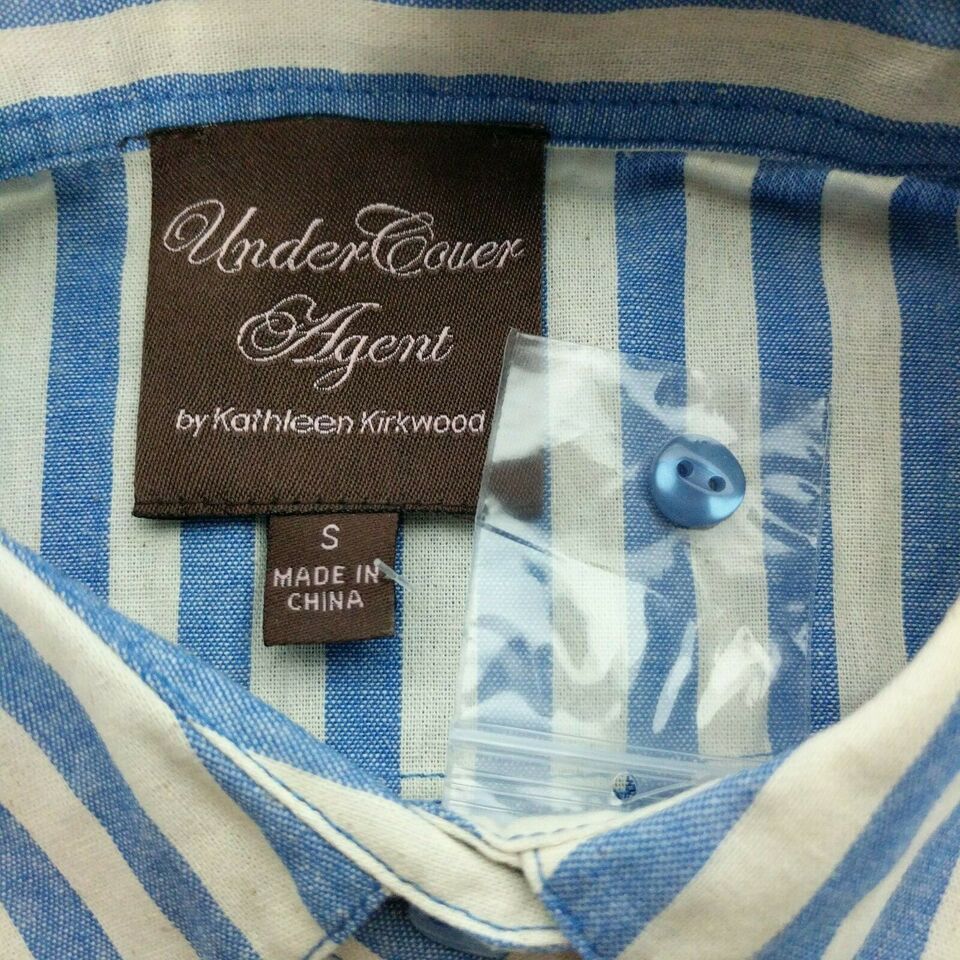 UnderCover
Agent
by Kathleen Kirkwood
S
MADE IN
CHINA